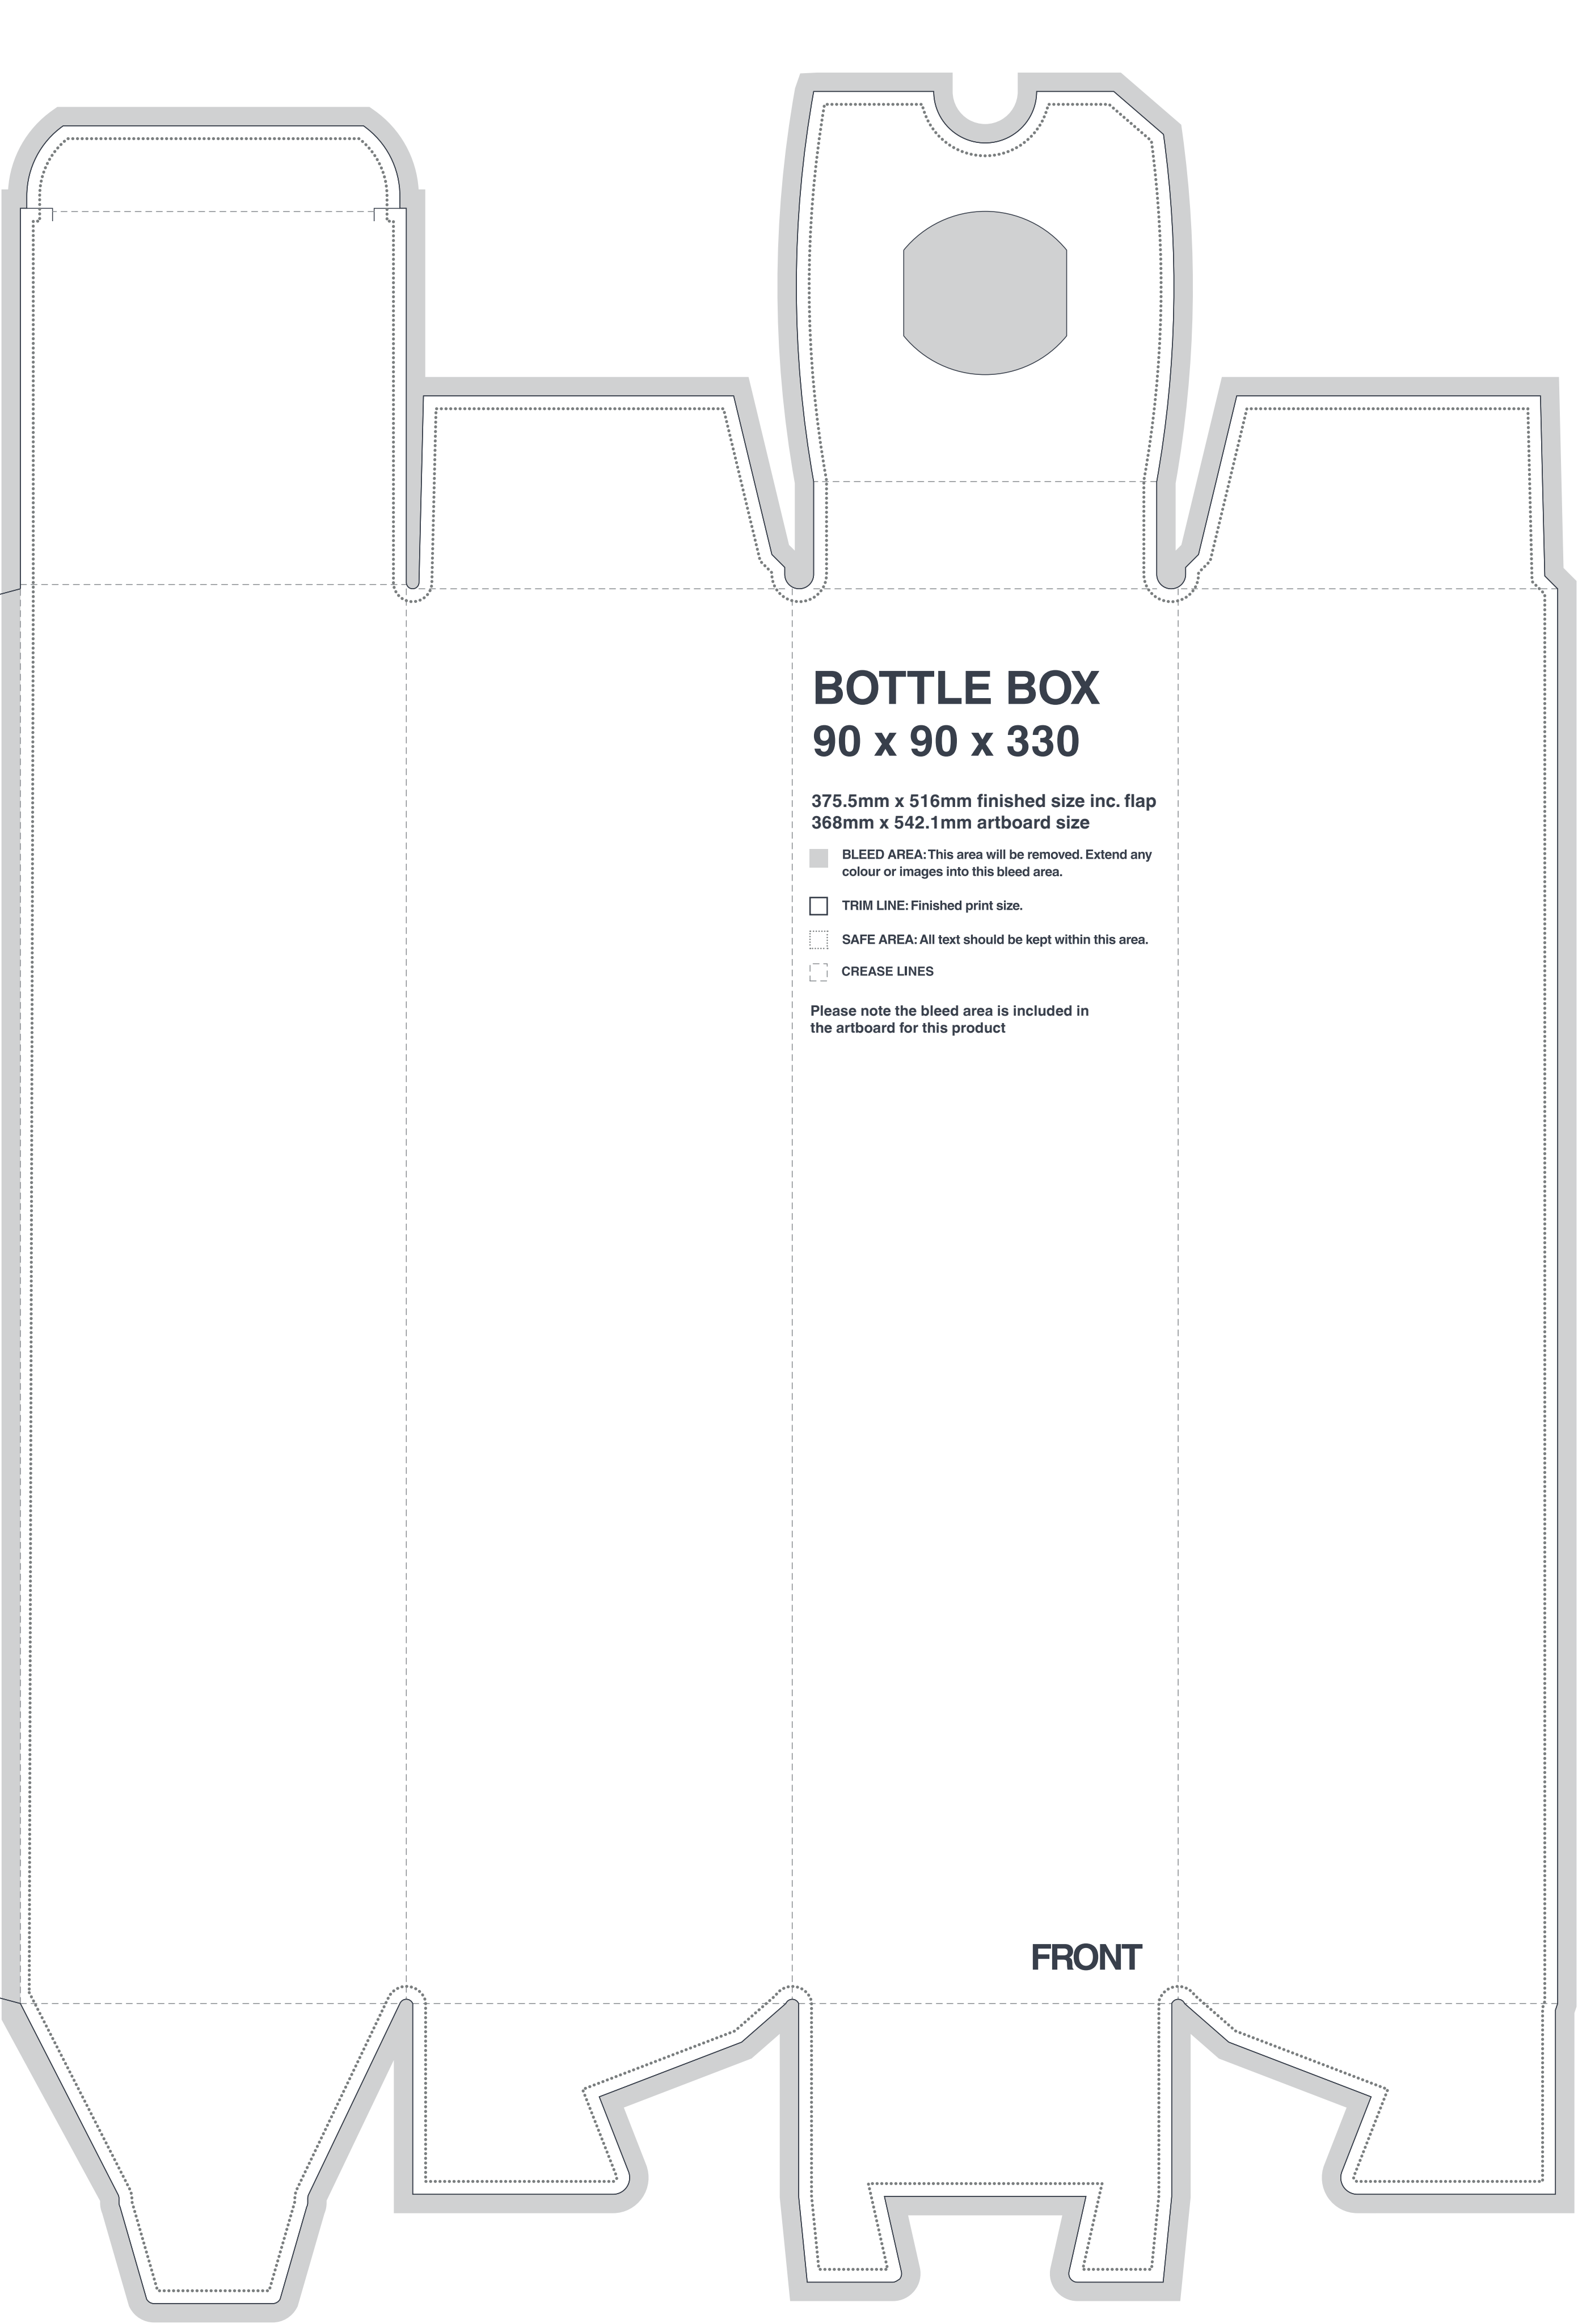 BOTTLE BOX
90 x 90 x 330
375.5mm x 516mm finished size inc. flap
368mm x 542.1mm artboard size
BLEED AREA: This area will be removed. Extend any
colour or images into this bleed area.
TRIM LINE: Finished print size.
SAFE AREA: All text should be kept within this area.
CREASE LINES
Please note the bleed area is included in
the artboard for this product
FRONT